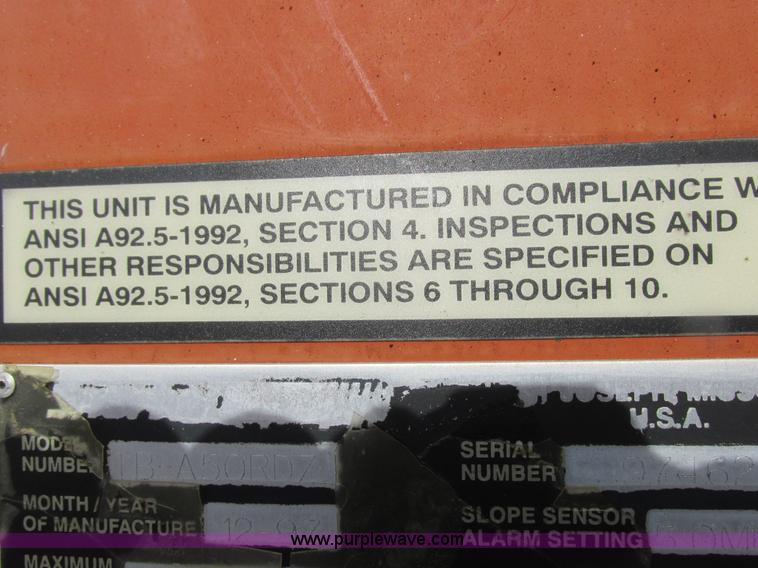 THIS UNIT IS MANUFACTURED IN COMPLIANCE W
ANSI A92.5-1992, SECTION 4. INSPECTIONS AND
OTHER RESPONSIBILITIES ARE SPECIFIED ON
ANSI A92.5-1992, SECTIONS 6 THROUGH 10.
U.S.A.
MODEL NUMBER
SERIAL NUMBER
MONTH / YEAR OF MANUFACTURE
SLOPE SENSOR ALARM SETTING
MAXIMUM
www.purplewave.com